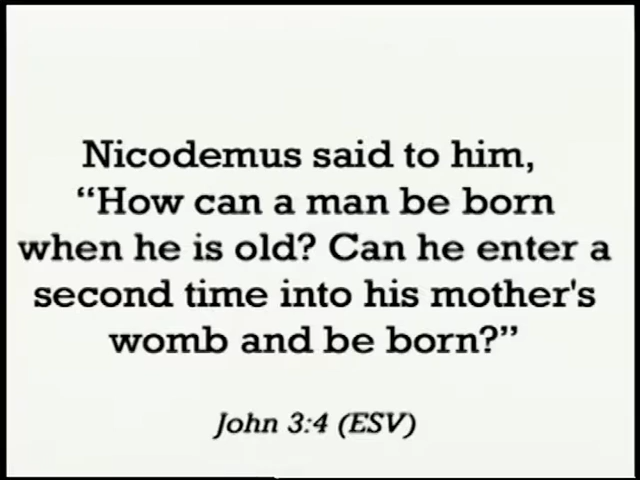 Nicodemus said to him,
“How can a man be born
when he is old? Can he enter a
second time into his mother's
womb and be born?”
John 3:4 (ESV)